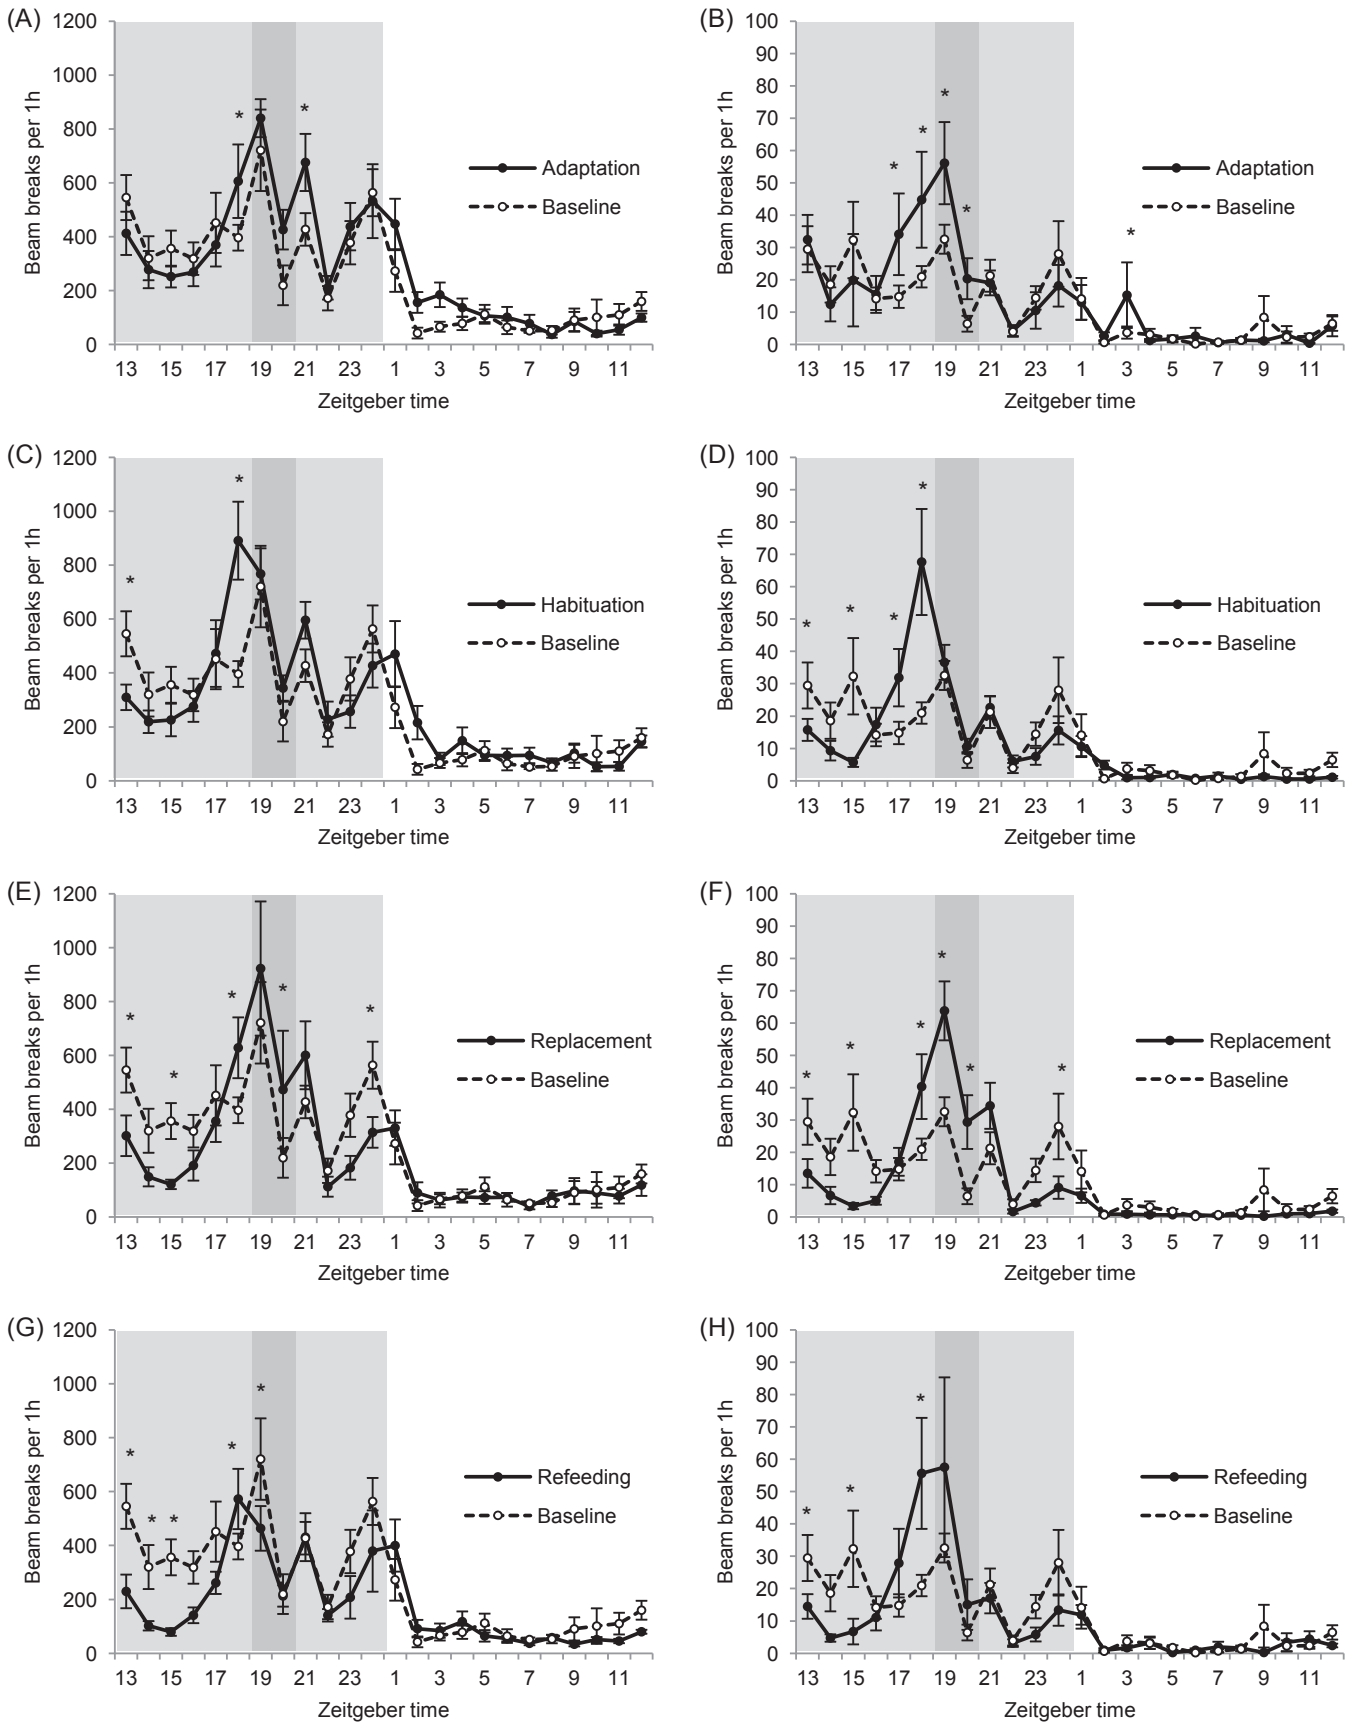 (A)
1200
1000
800
600
400
200
0
Beam breaks per 1h
* *
Adaptation
Baseline
13 15 17 19 21 23 1 3 5 7 9 11
Zeitgeber time
(B)
100
90
80
70
60
50
40
30
20
10
0
Beam breaks per 1h
* * * * *
Adaptation
Baseline
13 15 17 19 21 23 1 3 5 7 9 11
Zeitgeber time
(C)
1200
1000
800
600
400
200
0
Beam breaks per 1h
* *
Habituation
Baseline
13 15 17 19 21 23 1 3 5 7 9 11
Zeitgeber time
(D)
100
90
80
70
60
50
40
30
20
10
0
Beam breaks per 1h
* * * *
Habituation
Baseline
13 15 17 19 21 23 1 3 5 7 9 11
Zeitgeber time
(E)
1200
1000
800
600
400
200
0
Beam breaks per 1h
* * * * *
Replacement
Baseline
13 15 17 19 21 23 1 3 5 7 9 11
Zeitgeber time
(F)
100
90
80
70
60
50
40
30
20
10
0
Beam breaks per 1h
* * * * * *
Replacement
Baseline
13 15 17 19 21 23 1 3 5 7 9 11
Zeitgeber time
(G)
1200
1000
800
600
400
200
0
Beam breaks per 1h
* * * * *
Refeeding
Baseline
13 15 17 19 21 23 1 3 5 7 9 11
Zeitgeber time
(H)
100
90
80
70
60
50
40
30
20
10
0
Beam breaks per 1h
* * *
Refeeding
Baseline
13 15 17 19 21 23 1 3 5 7 9 11
Zeitgeber time